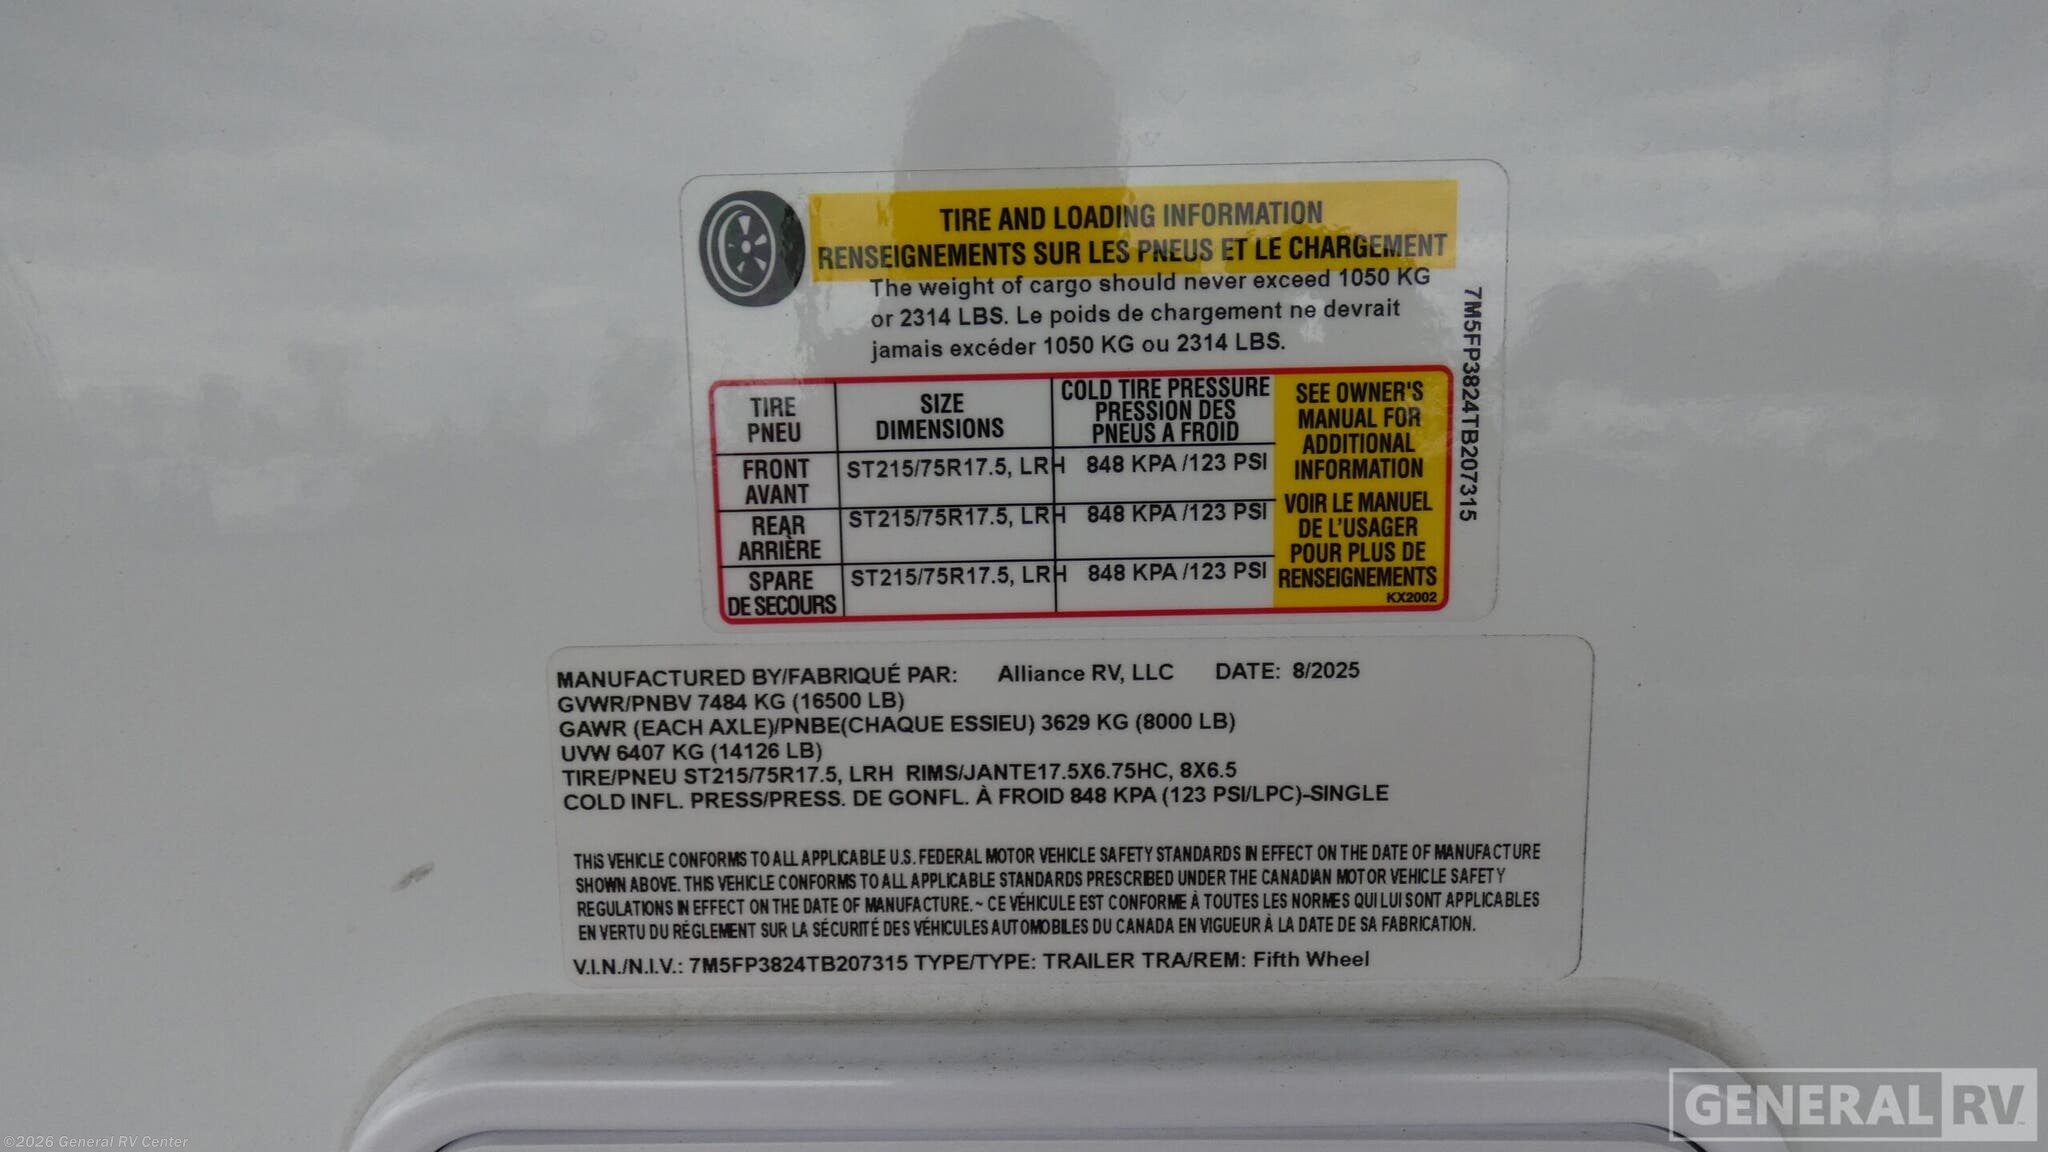 TIRE AND LOADING INFORMATION
RENSEIGNEMENTS SUR LES PNEUS ET LE CHARGEMENT
The weight of cargo should never exceed 1050 KG
or 2314 LBS. Le poids de chargement ne devrait
jamais excéder 1050 KG ou 2314 LBS.
7M5FP3824TB207315
TIRE
PNEU
SIZE
DIMENSIONS
COLD TIRE PRESSURE
PRESSION DES
PNEUS A FROID
FRONT
AVANT
ST215/75R17.5, LRH 848 KPA /123 PSI
REAR
ARRIÈRE
ST215/75R17.5, LRH 848 KPA /123 PSI
SPARE
DE SECOURS
ST215/75R17.5, LRH 848 KPA /123 PSI
SEE OWNER'S
MANUAL FOR
ADDITIONAL
INFORMATION
VOIR LE MANUEL
DE L'USAGER
POUR PLUS DE
RENSEIGNEMENTS
KX2002
MANUFACTURED BY/FABRIQUÉ PAR: Alliance RV, LLC DATE: 8/2025
GVWR/PNBV 7484 KG (16500 LB)
GAWR (EACH AXLE)/PNBE(CHAQUE ESSIEU) 3629 KG (8000 LB)
UVW 6407 KG (14126 LB)
TIRE/PNEU ST215/75R17.5, LRH RIMS/JANTE17.5X6.75HC, 8X6.5
COLD INFL. PRESS/PRESS. DE GONFL. À FROID 848 KPA (123 PSI/LPC)-SINGLE
THIS VEHICLE CONFORMS TO ALL APPLICABLE U.S. FEDERAL MOTOR VEHICLE SAFETY STANDARDS IN EFFECT ON THE DATE OF MANUFACTURE
SHOWN ABOVE. THIS VEHICLE CONFORMS TO ALL APPLICABLE STANDARDS PRESCRIBED UNDER THE CANADIAN MOTOR VEHICLE SAFETY
REGULATIONS IN EFFECT ON THE DATE OF MANUFACTURE. ~ CE VÉHICULE EST CONFORME À TOUTES LES NORMES QUI LUI SONT APPLICABLES
EN VERTU DU RÉGLEMENT SUR LA SÉCURITÉ DES VÉHICULES AUTOMOBILES DU CANADA EN VIGUEUR À LA DATE DE SA FABRICATION.
V.I.N./N.I.V.: 7M5FP3824TB207315 TYPE/TYPE: TRAILER TRA/REM: Fifth Wheel
GENERAL RV
©2026 General RV Center